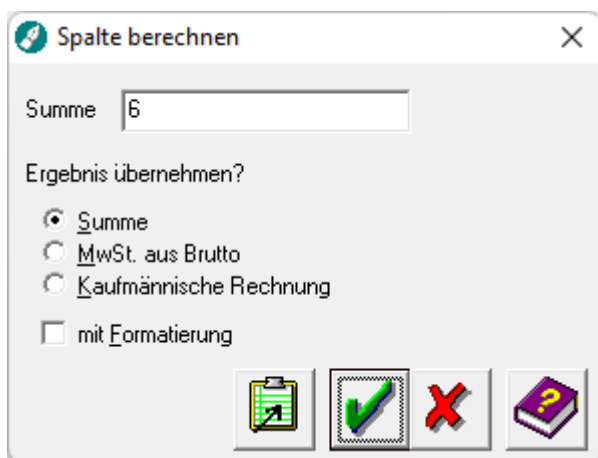 Spalte berechnen
Summe 6
Ergebnis übernehmen?
Summe
MwSt. aus Brutto
Kaufmännische Rechnung
mit Formatierung
?